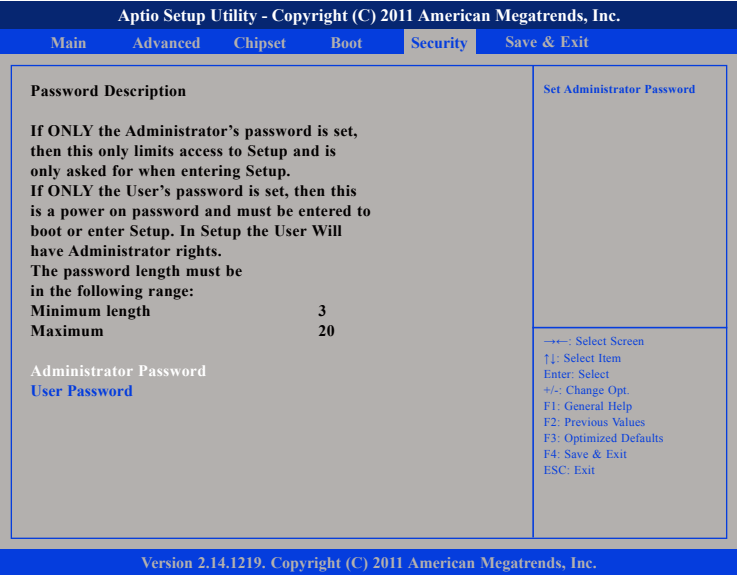 Aptio Setup Utility - Copyright (C) 2011 American Megatrends, Inc.
Main Advanced Chipset Boot Security Save & Exit
Password Description
If ONLY the Administrator’s password is set,
then this only limits access to Setup and is
only asked for when entering Setup.
If ONLY the User’s password is set, then this
is a power on password and must be entered to
boot or enter Setup. In Setup the User Will
have Administrator rights.
The password length must be
in the following range:
Minimum length 3
Maximum 20
Administrator Password
User Password
Set Administrator Password
→←: Select Screen
↑↓: Select Item
Enter: Select
+/-: Change Opt.
F1: General Help
F2: Previous Values
F3: Optimized Defaults
F4: Save & Exit
ESC: Exit
Version 2.14.1219. Copyright (C) 2011 American Megatrends, Inc.